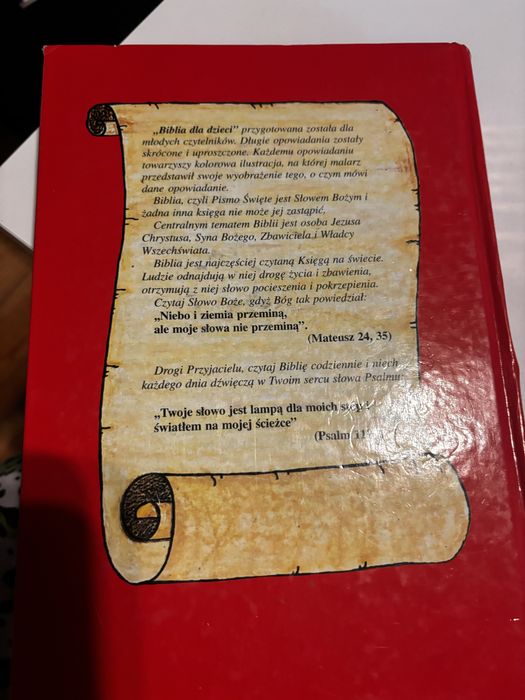 „Biblia dla dzieci” przygotowana została dla
młodych czytelników. Długie opowiadania zostały
skrócone i uproszczone. Każdemu opowiadaniu
towarzyszy kolorowa ilustracja, na której malarz
przedstawił swoje wyobrażenie tego, o czym mówi
dane opowiadanie.
Biblia, czyli Pismo Święte jest Słowem Bożym i
żadna inna księga nie może jej zastąpić,
Centralnym tematem Biblii jest osoba Jezusa
Chrystusa, Syna Bożego, Zbawiciela i Władcy
Wszechświata.
Biblia jest najczęściej czytaną Księgą na świecie.
Ludzie odnajdują w niej drogę życia i zbawienia,
otrzymują z niej słowo pocieszenia i pokrzepienia.
Czytaj Słowo Boże, gdyż Bóg tak powiedział:
„Niebo i ziemia przeminą,
ale moje słowa nie przeminą”.
(Mateusz 24, 35)
Drogi Przyjacielu, czytaj Biblię codziennie i niech
każdego dnia dźwięczą w Twoim sercu słowa Psalmu:
„Twoje słowo jest lampą dla moich
światłem na mojej ścieżce”
(Psalm